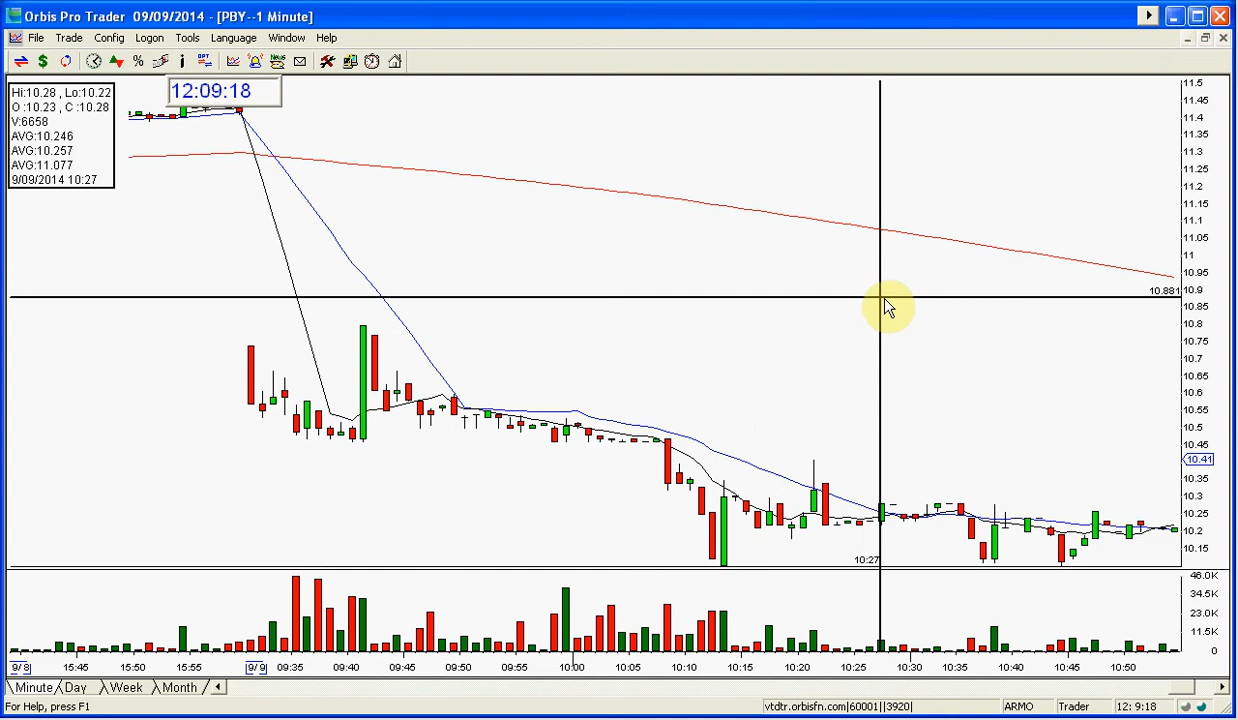 Orbis Pro Trader 09/09/2014 - [PBY--1 Minute]
File Trade Config Logon Tools Language Window Help
12:09:18
Hi:10.28 , Lo:10.22
O :10.23 , C :10.28
V:6658
AVG:10.246
AVG:10.257
AVG:11.077
9/09/2014 10:27
11.5
11.45
11.4
11.35
11.3
11.25
11.2
11.15
11.1
11.05
11
10.95
10.881
10.9
10.85
10.8
10.75
10.7
10.65
10.6
10.55
10.5
10.45
10.41
10.35
10.3
10.25
10.2
10.15
10:27
46.0K
34.5K
23.0K
11.5K
0
9/8 15:45 15:50 15:55 9/9 09:35 09:40 09:45 09:50 09:55 10:00 10:05 10:10 10:15 10:20 10:25 10:30 10:35 10:40 10:45 10:50
Minute Day Week Month
For Help, press F1
vtdtr.orbisfn.com|60001||3920| ARMO Trader 12: 9:18